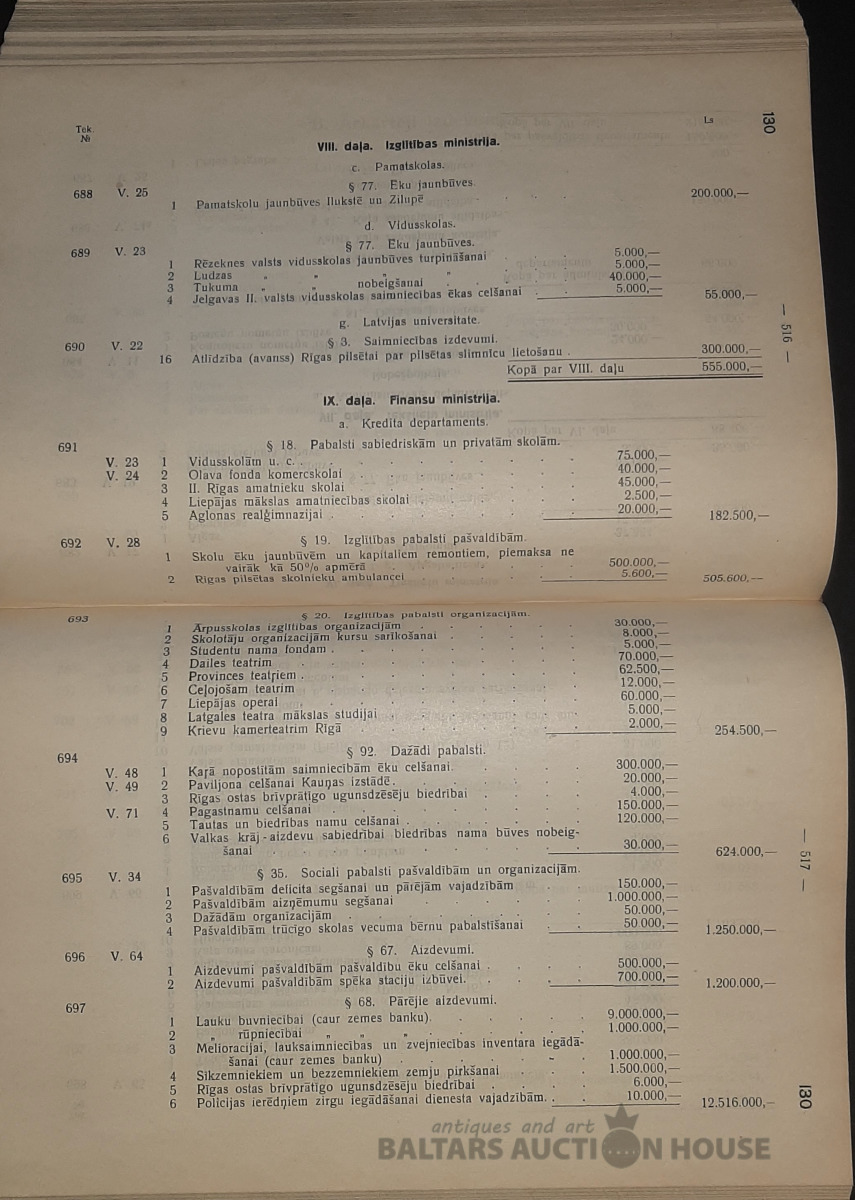 Tek. № Ls 130
VIII. daļa. Izglītības ministrija.
c. Pamatskolas.
§ 77. Ēku jaunbūves.
688 V. 25 1 Pamatskolu jaunbūves Ilukstē un Zilupē . . . 200.000,—
d. Vidusskolas.
§ 77. Ēku jaunbūves.
689 V. 23
1 Rēzeknes valsts vidusskolas jaunbūves turpināšanai . . 5.000,—
2 Ludzas „ „ „ „ 5.000,—
3 Tukuma „ „ nobeigšanai . . . 40.000,—
4 Jelgavas II. valsts vidusskolas saimniecības ēkas celšanai . . 5.000,— 55.000,—
g. Latvijas universitate.
§ 3. Saimniecības izdevumi.
690 V. 22 16 Atlīdzība (avanss) Rīgas pilsētai par pilsētas slimnīcu lietošanu . 300.000,—
Kopā par VIII. daļu 555.000,—
— 516 —
IX. daļa. Finansu ministrija.
a. Kredita departaments.
691 § 18. Pabalsti sabiedriskām un privatām skolām.
V. 23 1 Vidusskolām u. c. . . . . . . . . 75.000,—
V. 24 2 Olava fonda komercskolai . . . . . . . 40.000,—
3 II. Rīgas amatnieku skolai . . . . . . . 45.000,—
4 Liepājas mākslas amatniecības skolai . . . . . 2.500,—
5 Aglonas realģimnazijai . . . . . . . 20.000,— 182.500,—
692 V. 28 § 19. Izglītības pabalsti pašvaldībām.
1 Skolu ēku jaunbūvēm un kapitaliem remontiem, piemaksa ne
vairāk kā 50% apmērā . . . . . . 500.000,—
2 Rīgas pilsētas skolnieku ambulancei . . . . . 5.600,— 505.600,—
693 § 20. Izglītības pabalsti organizacijām.
1 Ārpusskolas izglītības organizacijām . . . . . 30.000,—
2 Skolotāju organizacijām kursu sarīkošanai . . . . 8.000,—
3 Studentu nama fondam . . . . . . . 5.000,—
4 Dailes teatrim . . . . . . . . 70.000,—
5 Provinces teatŗiem . . . . . . . . 62.500,—
6 Ceļojošam teatrim . . . . . . . . 12.000,—
7 Liepājas operai . . . . . . . . 60.000,—
8 Latgales teatra mākslas studijai . . . . . . 5.000,—
9 Krievu kamerteatrim Rīgā . . . . . . . 2.000,— 254.500,—
694 § 92. Dažādi pabalsti.
V. 48 1 Kaŗā nopostītām saimniecībām ēku celšanai . . . . 300.000,—
V. 49 2 Paviljona celšanai Kauņas izstādē . . . . . 20.000,—
3 Rīgas ostas brīvprātīgo ugunsdzēsēju biedrībai . . . 4.000,—
V. 71 4 Pagastnamu celšanai . . . . . . . 150.000,—
5 Tautas un biedrības namu celšanai . . . . . 120.000,—
6 Valkas krāj-aizdevu sabiedrībai biedrības nama būves nobeig-
šanai . . . . . . . . 30.000,— 624.000,—
— 517 —
695 V. 34 § 35. Sociali pabalsti pašvaldībām un organizacijām.
1 Pašvaldībām deficita segšanai un pārējām vajadzībām . . 150.000,—
2 Pašvaldībām aizņēmumu segšanai . . . . . 1.000.000,—
3 Dažādām organizacijām . . . . . . . 50.000,—
4 Pašvaldībām trūcīgo skolas vecuma bērnu pabalstīšanai . . 50.000,— 1.250.000,—
696 V. 64 § 67. Aizdevumi.
1 Aizdevumi pašvaldībām pašvaldību ēku celšanai . . . . 500.000,—
2 Aizdevumi pašvaldībām spēka staciju izbūvei. . . . . 700.000,— 1.200.000,—
697 § 68. Pārējie aizdevumi.
1 Lauku buvniecībai (caur zemes banku) . . . . . 9.000.000,—
2 „ rūpniecībai „ „ „ . . . . . 1.000.000,—
3 Melioracijai, lauksaimniecības un zvejniecības inventara iegādā-
šanai (caur zemes banku) . . . . . 1.000.000,—
4 Sīkzemniekiem un bezzemniekiem zemju pirkšanai . . . 1.500.000,—
5 Rīgas ostas brīvprātīgo ugunsdzēsēju biedrībai . . . . 6.000,—
6 Policijas ierēdņiem zirgu iegādāšanai dienesta vajadzībām. . 10.000,— 12.516.000,—
130
antiques and art
BALTARS AUCTION HOUSE